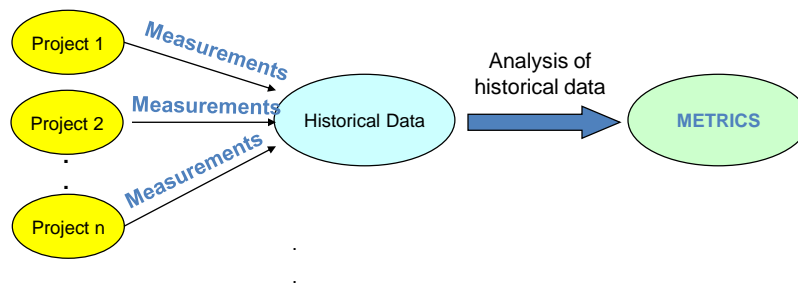 Project 1
Measurements
Project 2
Measurements
.
.
Project n
Measurements
Historical Data
Analysis of
historical data
METRICS
.
.